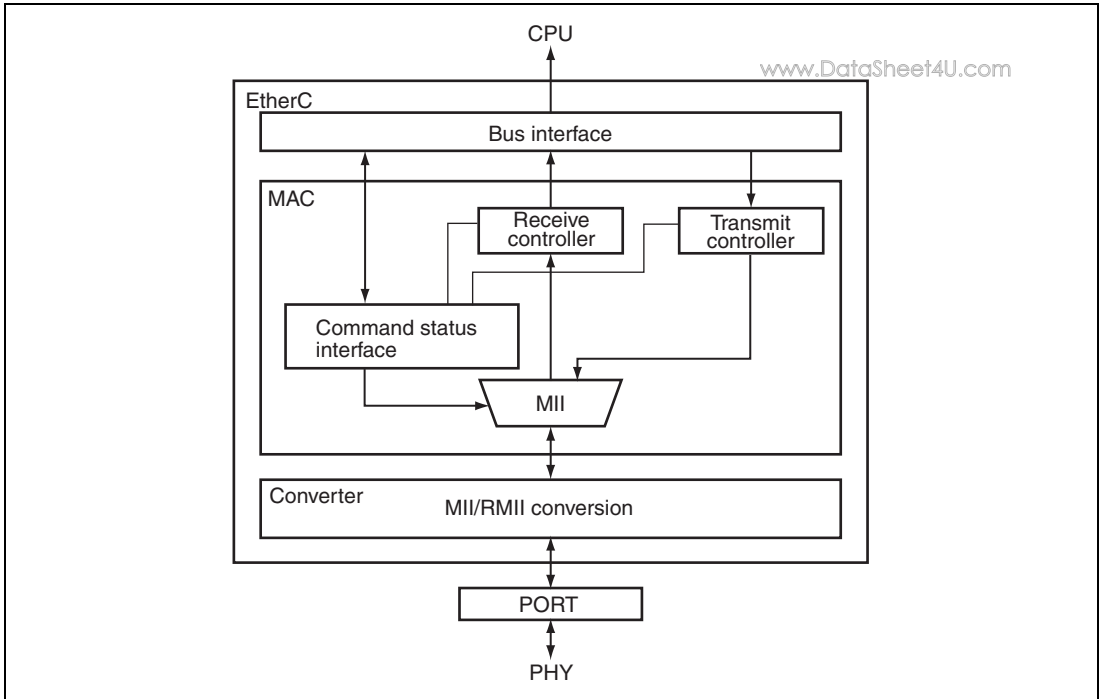 CPU
www.DataSheet4U.com
EtherC
Bus interface
MAC
Receive
controller
Transmit
controller
Command status
interface
MII
Converter
MII/RMII conversion
PORT
PHY